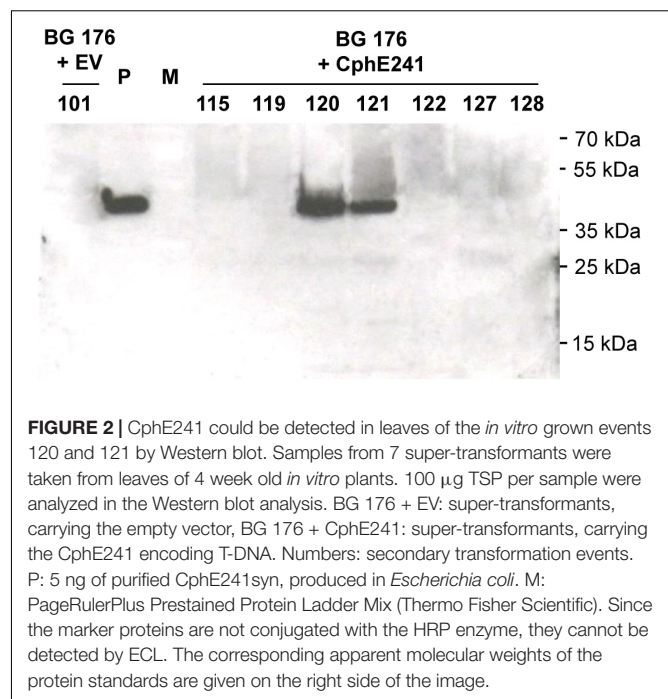 BG 176
+ EV
P
M
BG 176
+ CphE241
101
115 119 120 121 122 127 128
- 70 kDa
- 55 kDa
- 35 kDa
- 25 kDa
- 15 kDa
FIGURE 2 | CphE241 could be detected in leaves of the in vitro grown events
120 and 121 by Western blot. Samples from 7 super-transformants were
taken from leaves of 4 week old in vitro plants. 100 μg TSP per sample were
analyzed in the Western blot analysis. BG 176 + EV: super-transformants,
carrying the empty vector, BG 176 + CphE241: super-transformants, carrying
the CphE241 encoding T-DNA. Numbers: secondary transformation events.
P: 5 ng of purified CphE241syn, produced in Escherichia coli. M:
PageRulerPlus Prestained Protein Ladder Mix (Thermo Fisher Scientific). Since
the marker proteins are not conjugated with the HRP enzyme, they cannot be
detected by ECL. The corresponding apparent molecular weights of the
protein standards are given on the right side of the image.